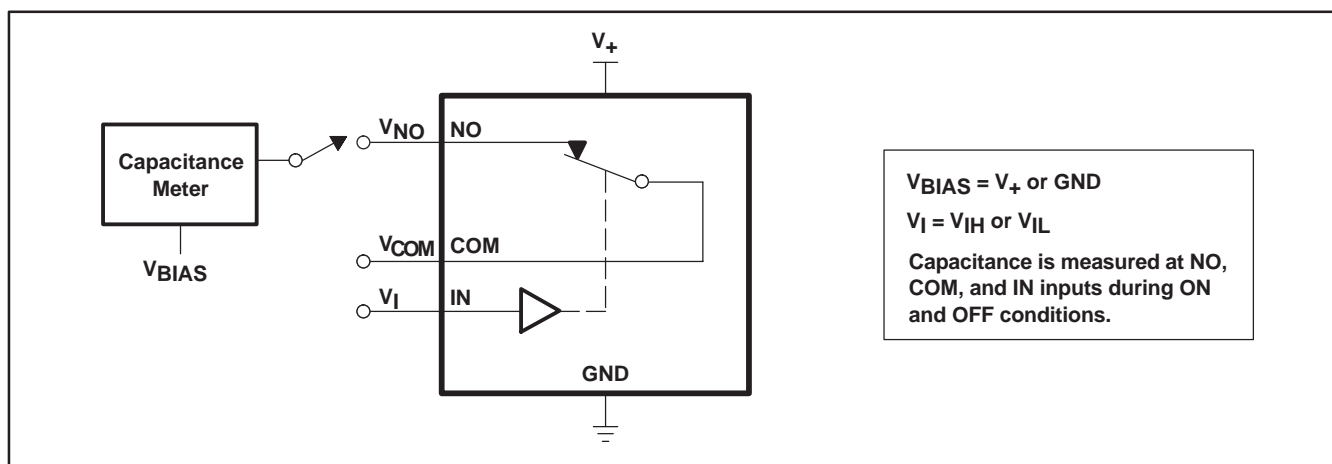 V+
VNO NO
Capacitance
Meter
VBIAS
VCOM COM
VI IN
GND
VBIAS = V+ or GND
VI = VIH or VIL
Capacitance is measured at NO,
COM, and IN inputs during ON
and OFF conditions.